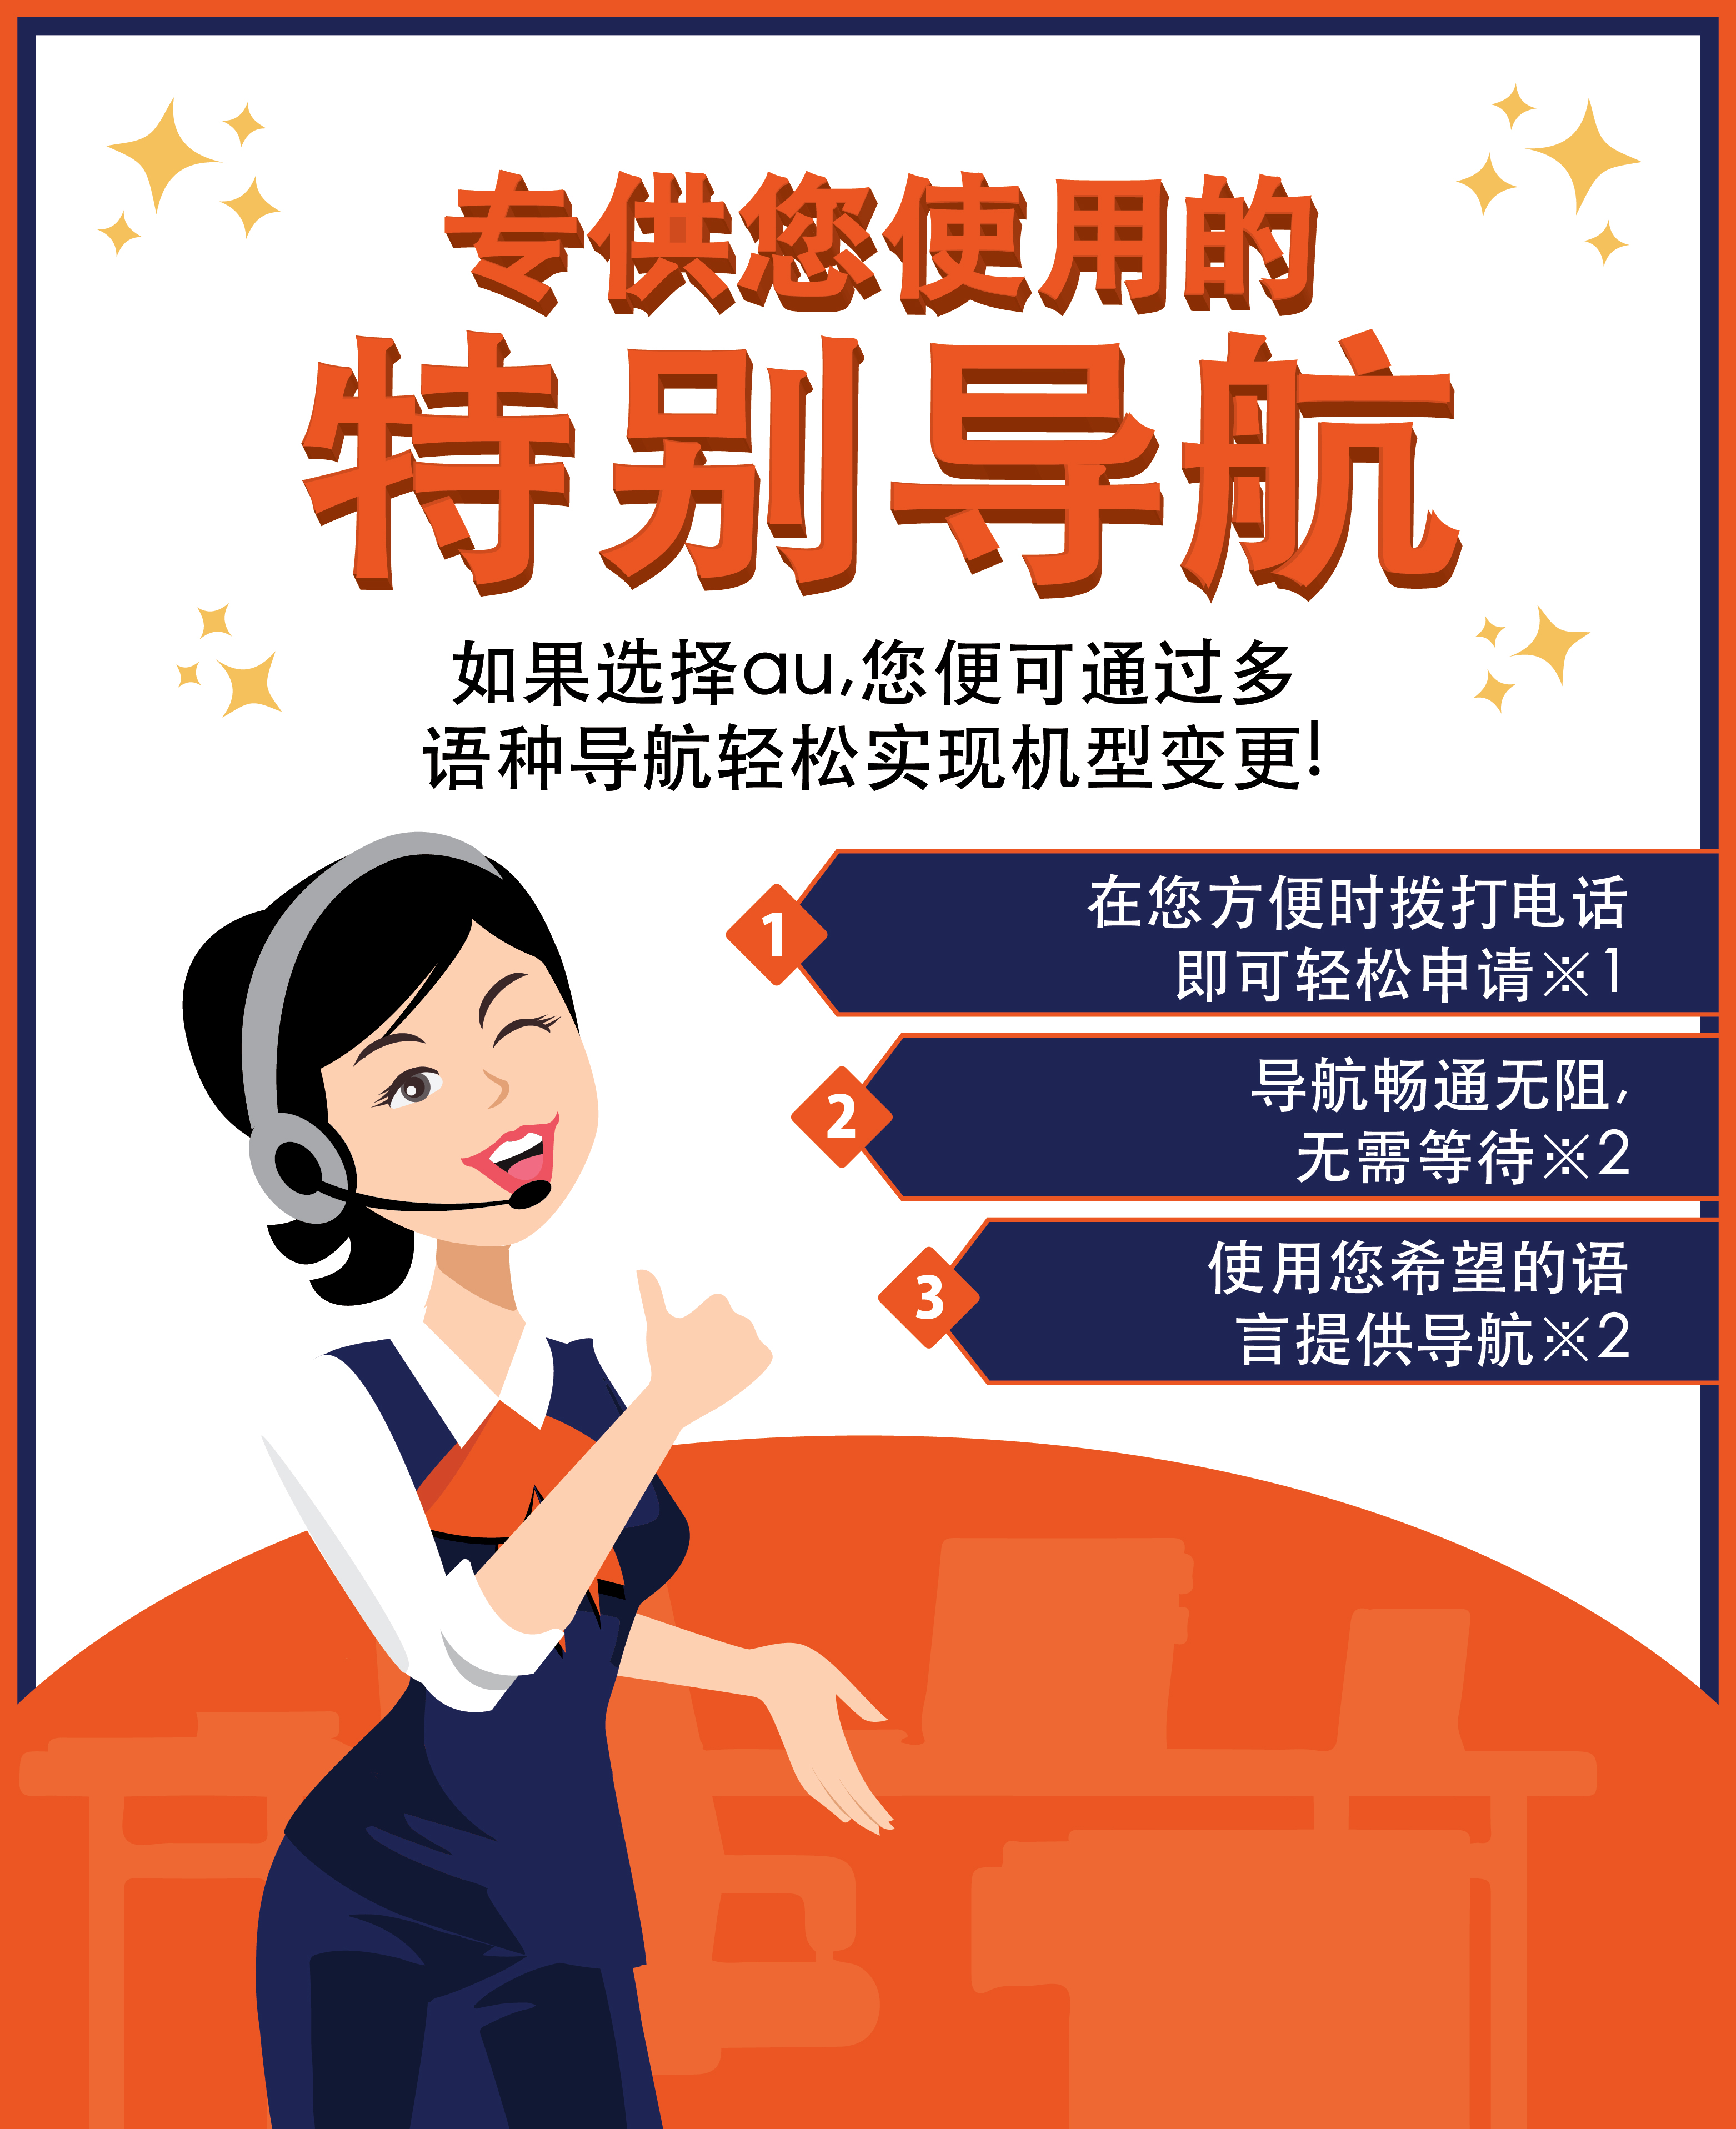 专供您使用的
特别导航
如果选择au,您便可通过多
语种导航轻松实现机型变更!
1
在您方便时拨打电话
即可轻松申请※1
2
导航畅通无阻,
无需等待※2
3
使用您希望的语
言提供导航※2